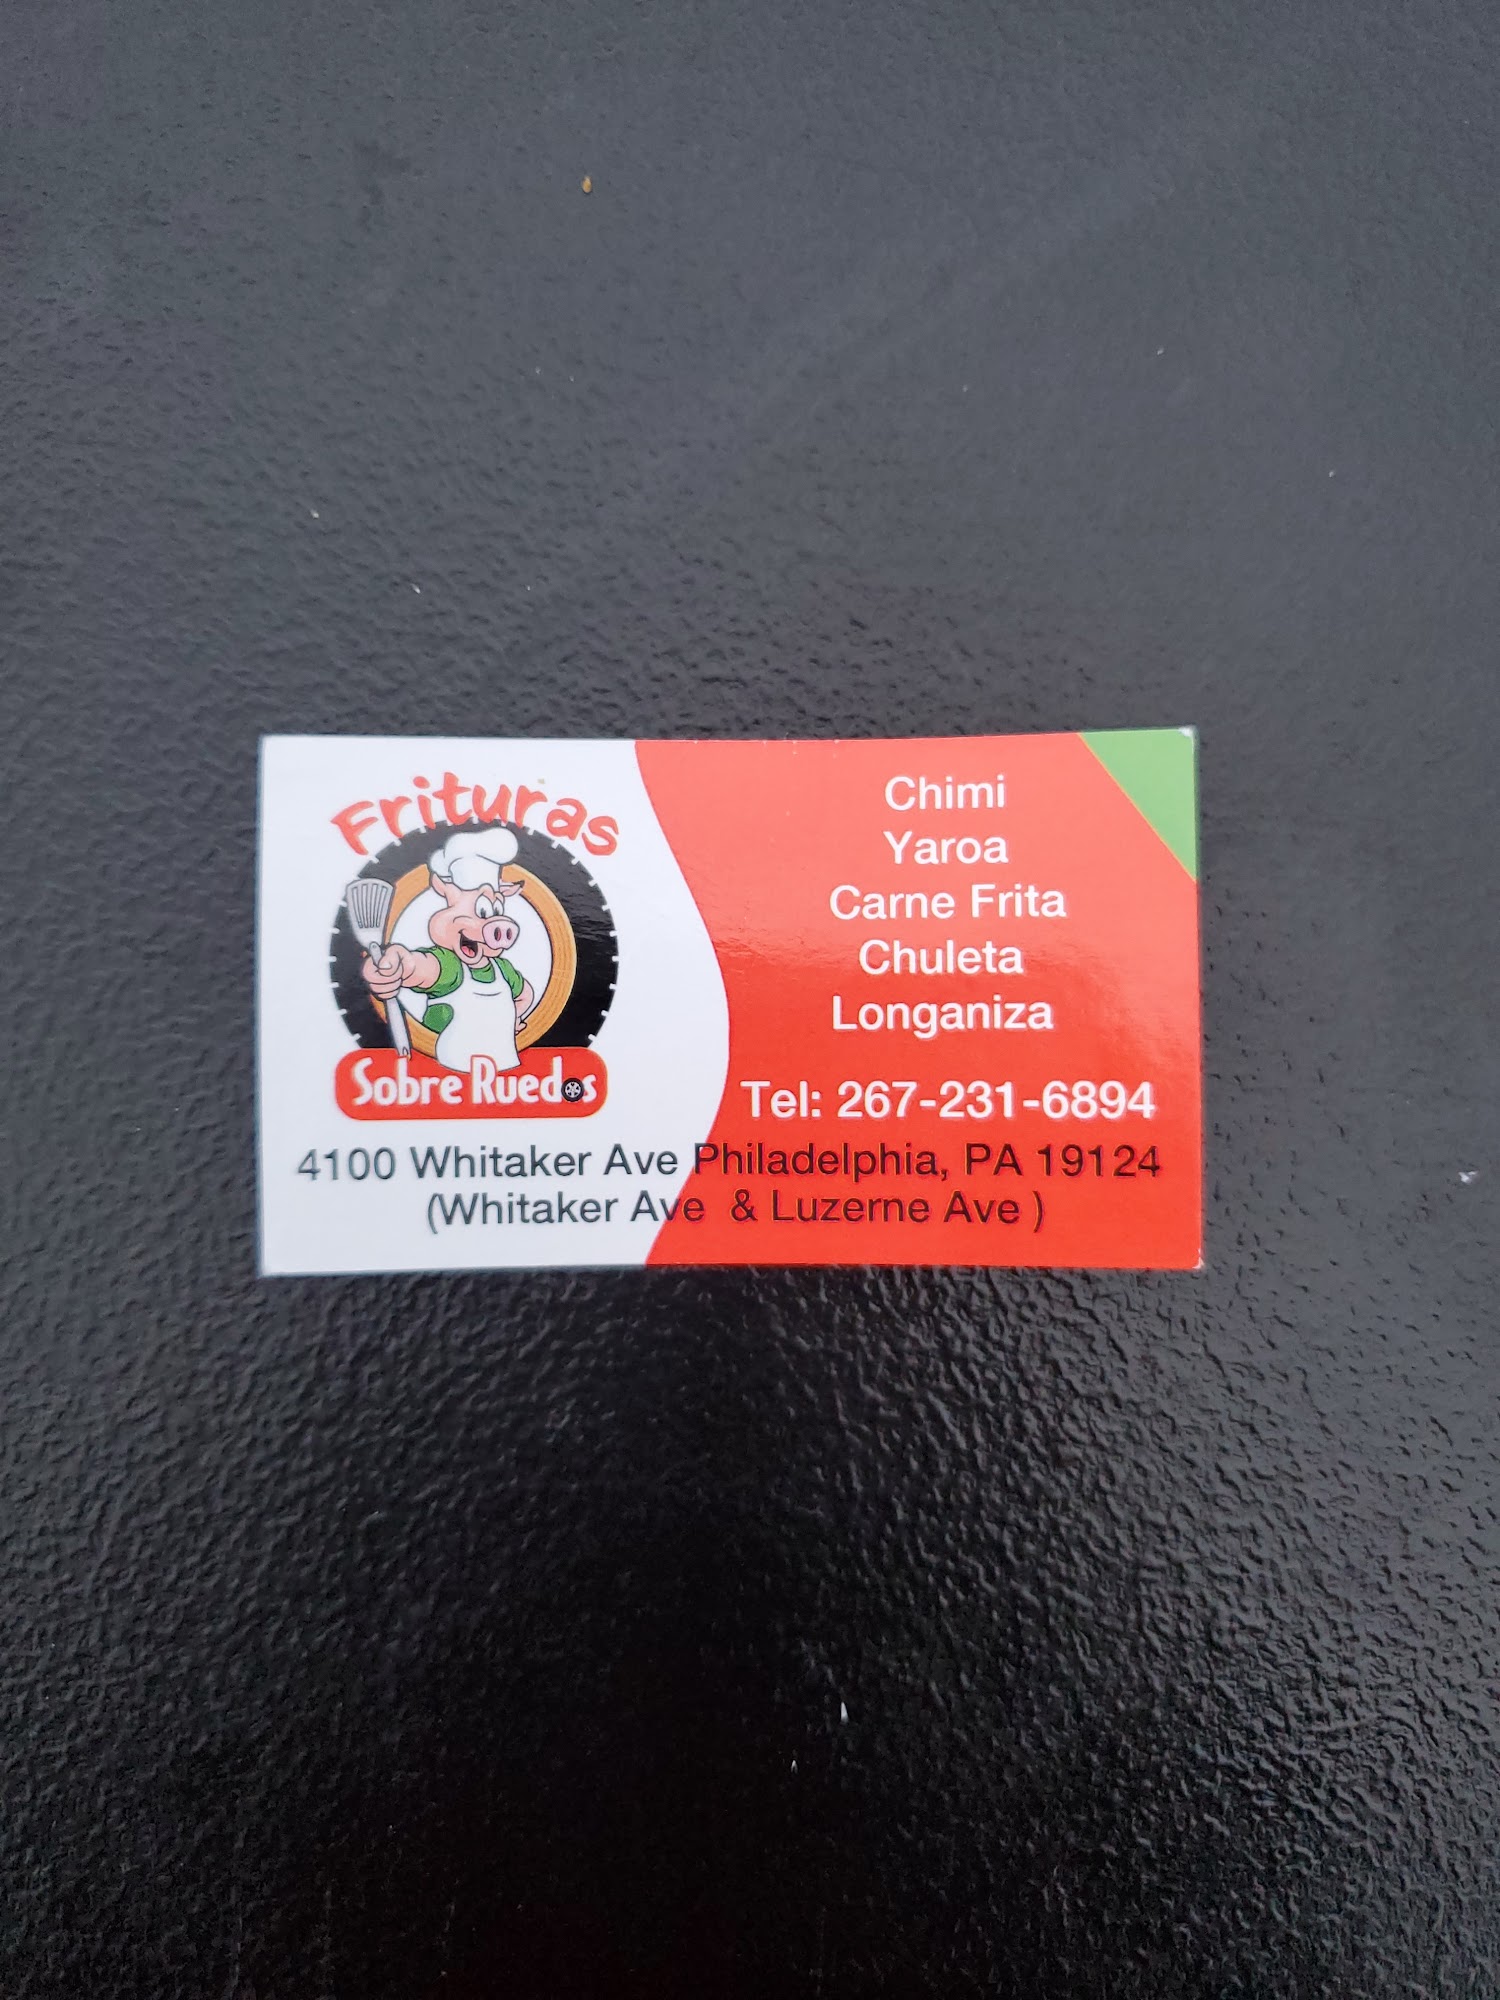 Frituras
Sobre Ruedas
Chimi
Yaroa
Carne Frita
Chuleta
Longaniza
Tel: 267-231-6894
4100 Whitaker Ave Philadelphia, PA 19124
(Whitaker Ave & Luzerne Ave )